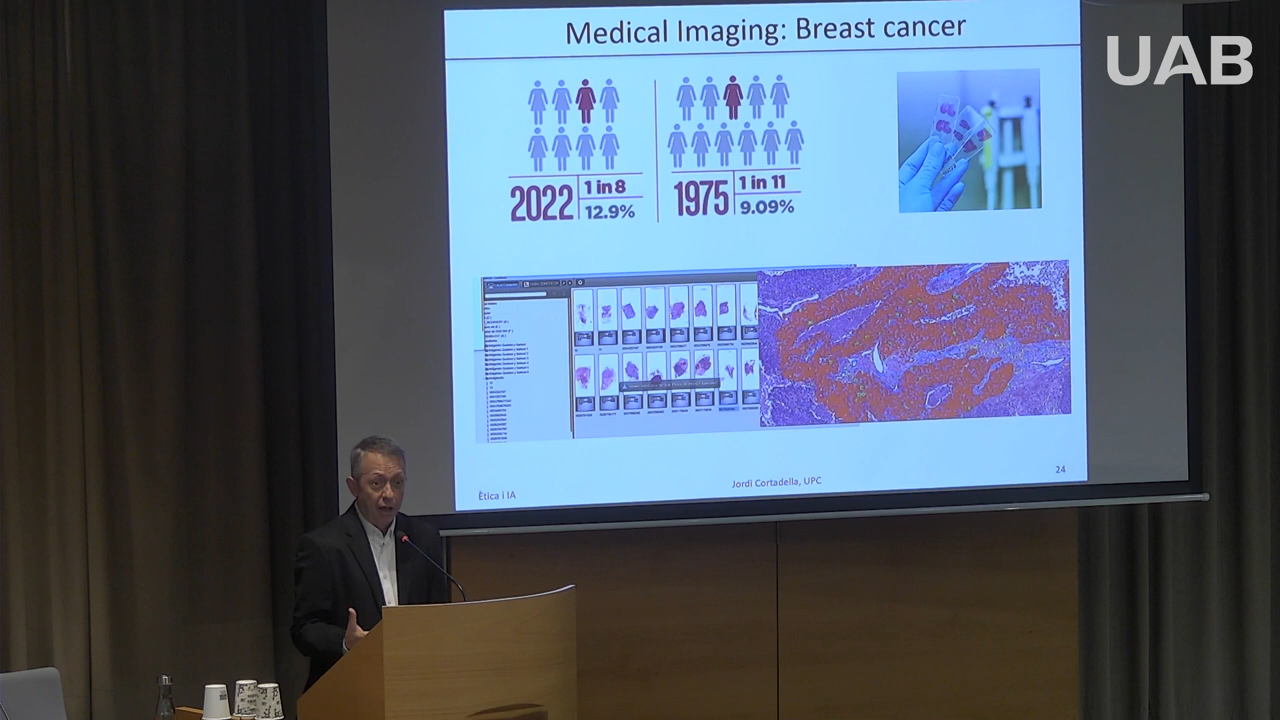 Medical Imaging: Breast cancer
UAB
2022
1 in 8
12.9%
1975
1 in 11
9.09%
24
Jordi Cortadella, UPC
Ètica i IA